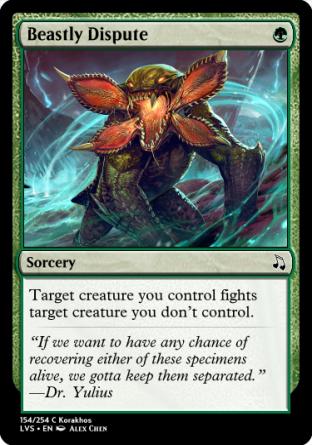 Beastly Dispute
Sorcery
Target creature you control fights
target creature you don't control.
"If we want to have any chance of
recovering either of these specimens
alive, we gotta keep them separated."
—Dr. Yulius
154/254 C Korakhos
LVS • EN Alex Chen